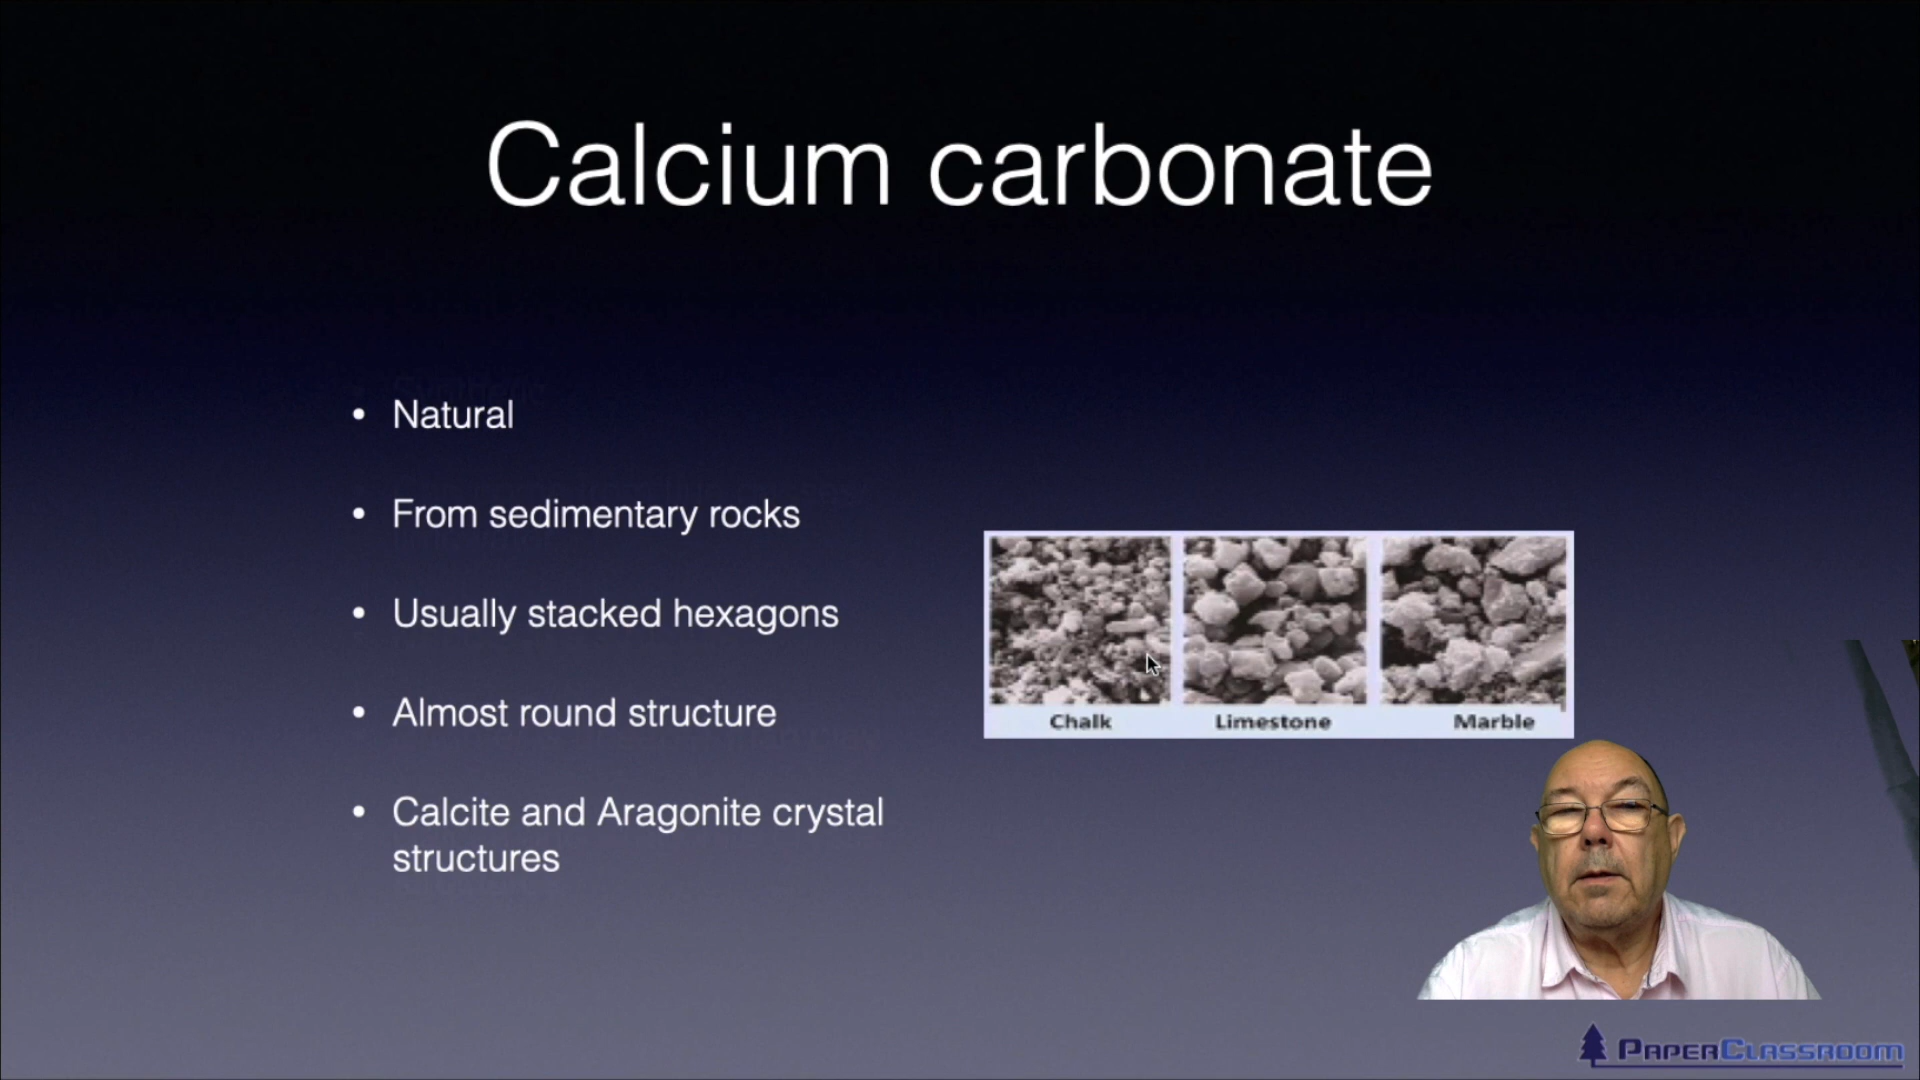 Calcium carbonate
• Natural
• From sedimentary rocks
• Usually stacked hexagons
• Almost round structure
• Calcite and Aragonite crystal
structures
Chalk Limestone Marble
PAPERCLASSROOM